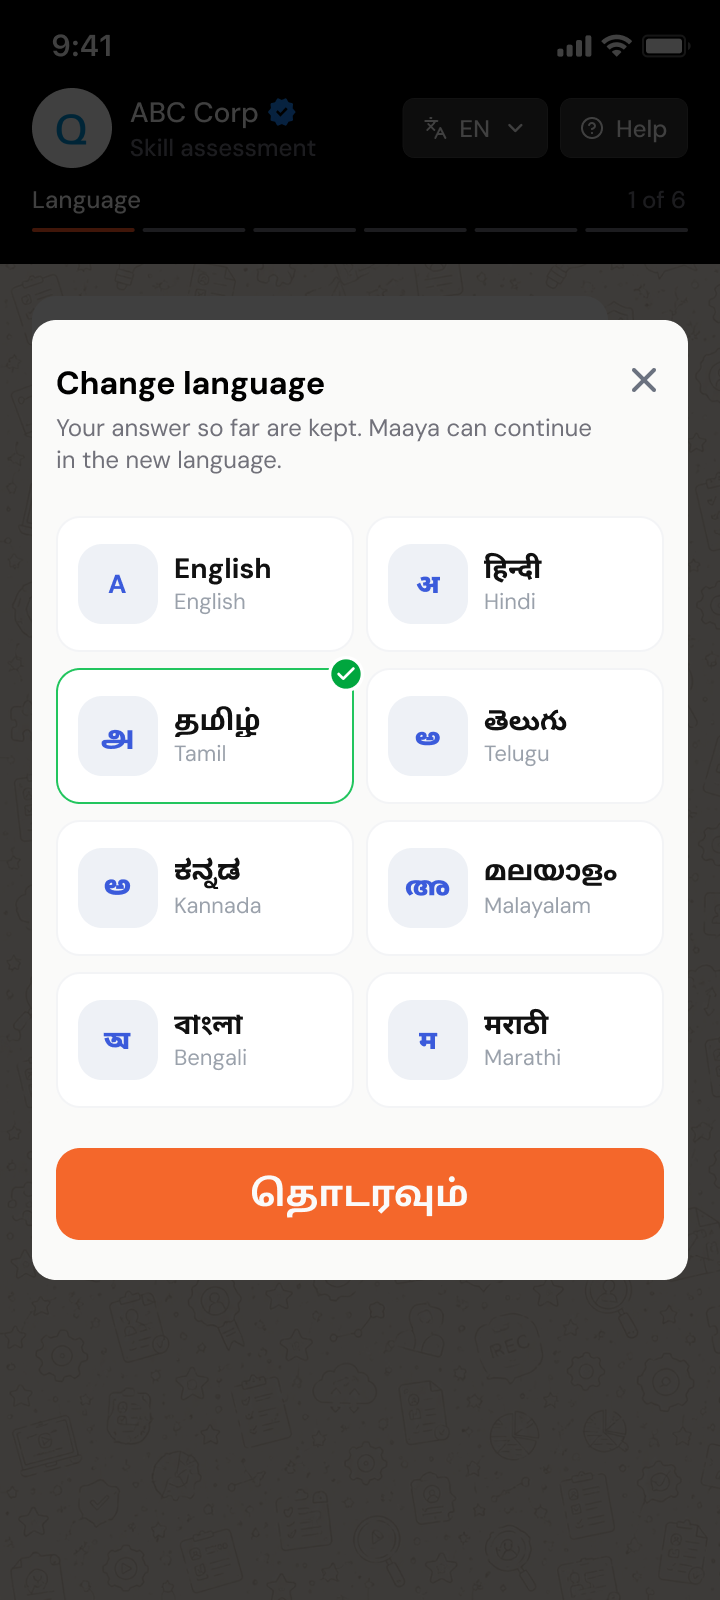 9:41
Q
ABC Corp
Skill assessment
EN
Help
Language
1 of 6
Change language
Your answer so far are kept. Maaya can continue
in the new language.
A
English
English
अ
हिन्दी
Hindi
அ
தமிழ்
Tamil
అ
తెలుగు
Telugu
ಅ
ಕನ್ನಡ
Kannada
അ
മലയാളം
Malayalam
অ
বাংলা
Bengali
म
मराठी
Marathi
தொடரவும்
REC